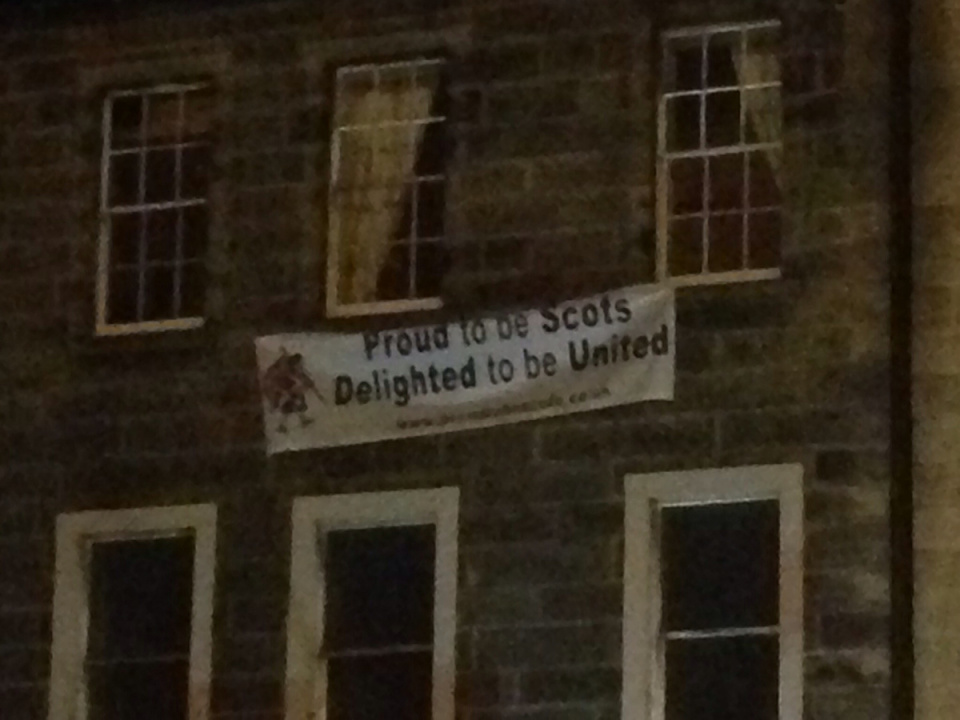 Proud to be Scots
Delighted to be United